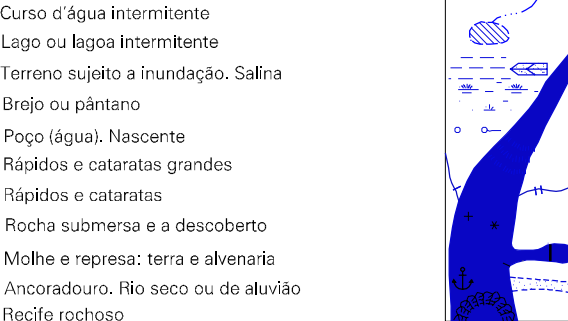 Curso d'água intermitente
Lago ou lagoa intermitente
Terreno sujeito a inundação. Salina
Brejo ou pântano
Poço (água). Nascente
Rápidos e cataratas grandes
Rápidos e cataratas
Rocha submersa e a descoberto
Molhe e represa: terra e alvenaria
Ancoradouro. Rio seco ou de aluvião
Recife rochoso